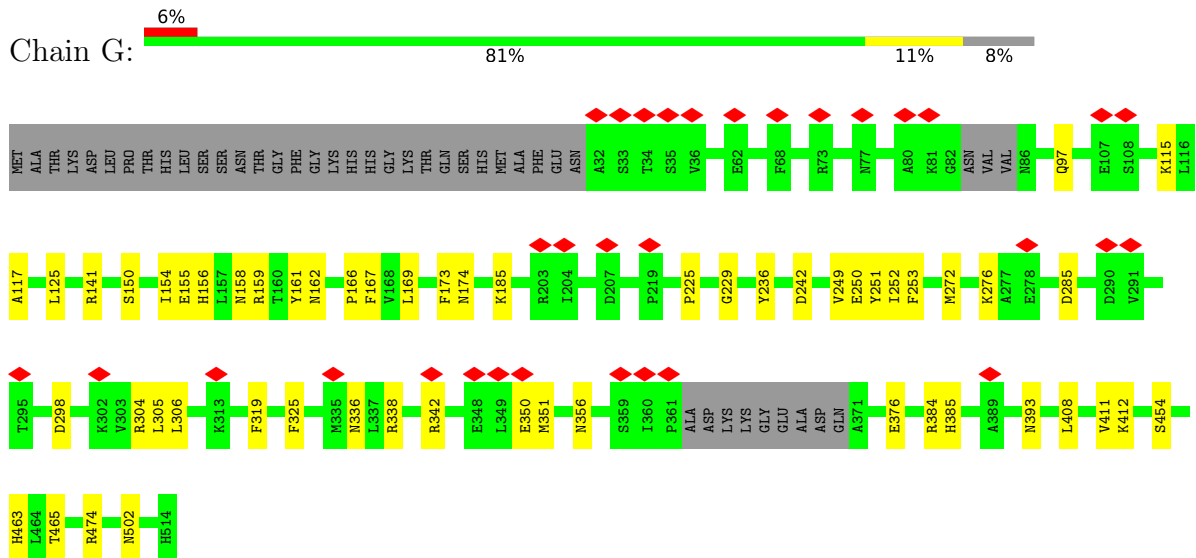 6%
Chain G:
81% 11% 8%
MET ALA THR LYS ASP LEU PRO THR HIS LEU SER SER ASN THR GLY PHE GLY LYS HIS HIS GLY LYS THR GLN SER HIS MET ALA PHE GLU ASN A32 S33 T34 S35 V36 E62 F68 R73 N77 A80 K81 G82 ASN VAL VAL N86 Q97 E107 S108 K115 L116
A117 L125 R141 S150 I154 E155 H156 L157 N158 R159 T160 Y161 N162 P166 F167 V168 L169 F173 N174 K185 R203 I204 D207 P219 P225 G229 Y236 D242 V249 E250 Y251 I252 F253 M272 K276 A277 E278 D285 D290 V291
T295 D298 K302 V303 R304 L305 L306 K313 F319 F325 M335 N336 L337 R338 R342 E348 L349 E350 M351 N356 S359 I360 P361 ALA ASP LYS LYS GLY GLU ALA ASP GLN A371 E376 R384 H385 A389 N393 L408 V411 K412 S454
H463 L464 T465 R474 N502 H514